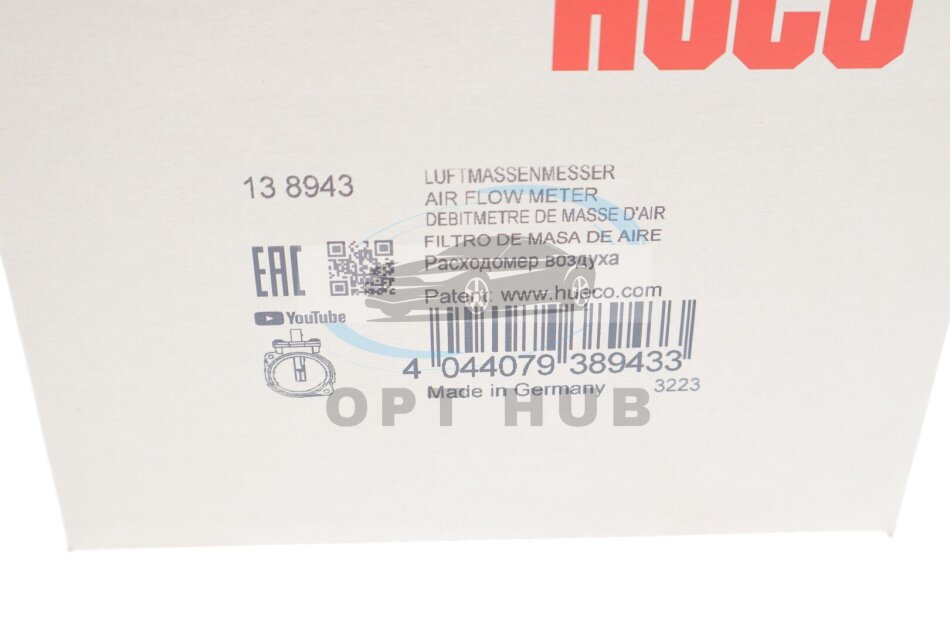 HÜCO
13 8943
LUFTMASSENMESSER
AIR FLOW METER
DEBITMETRE DE MASSE D'AIR
FILTRO DE MASA DE AIRE
Расходомер воздуха
Patent: www.hueco.com
EAC
YouTube
4 044079 389433
Made in Germany 3223
OPT HUB